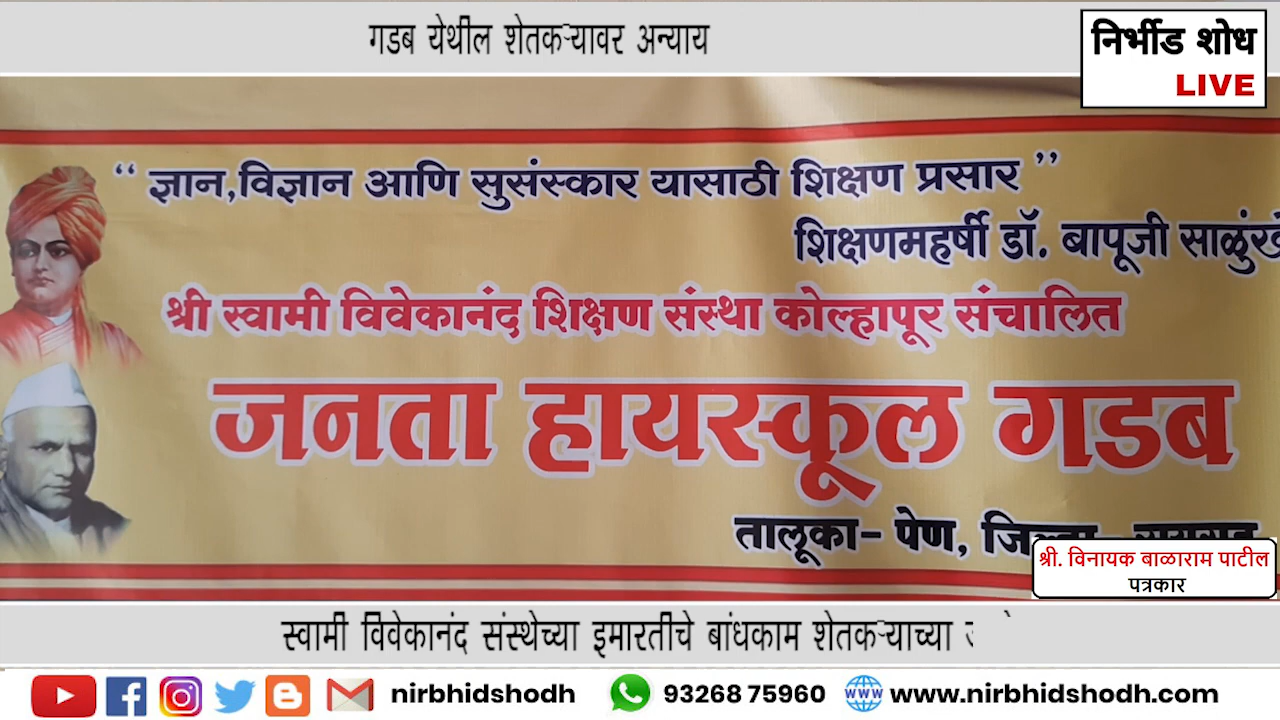 गडब येथील शेतकऱ्यावर अन्याय
निर्भीड शोध
LIVE
“ ज्ञान,विज्ञान आणि सुसंस्कार यासाठी शिक्षण प्रसार ”
शिक्षणमहर्षी डॉ. बापूजी साळुंखे
श्री स्वामी विवेकानंद शिक्षण संस्था कोल्हापूर संचालित
जनता हायस्कूल गडब
तालूका- पेण,
श्री. विनायक बाळाराम पाटील
पत्रकार
स्वामी विवेकानंद संस्थेच्या इमारतीचे बांधकाम शेतकऱ्याच्या
nirbhidshodh 93268 75960 www.nirbhidshodh.com